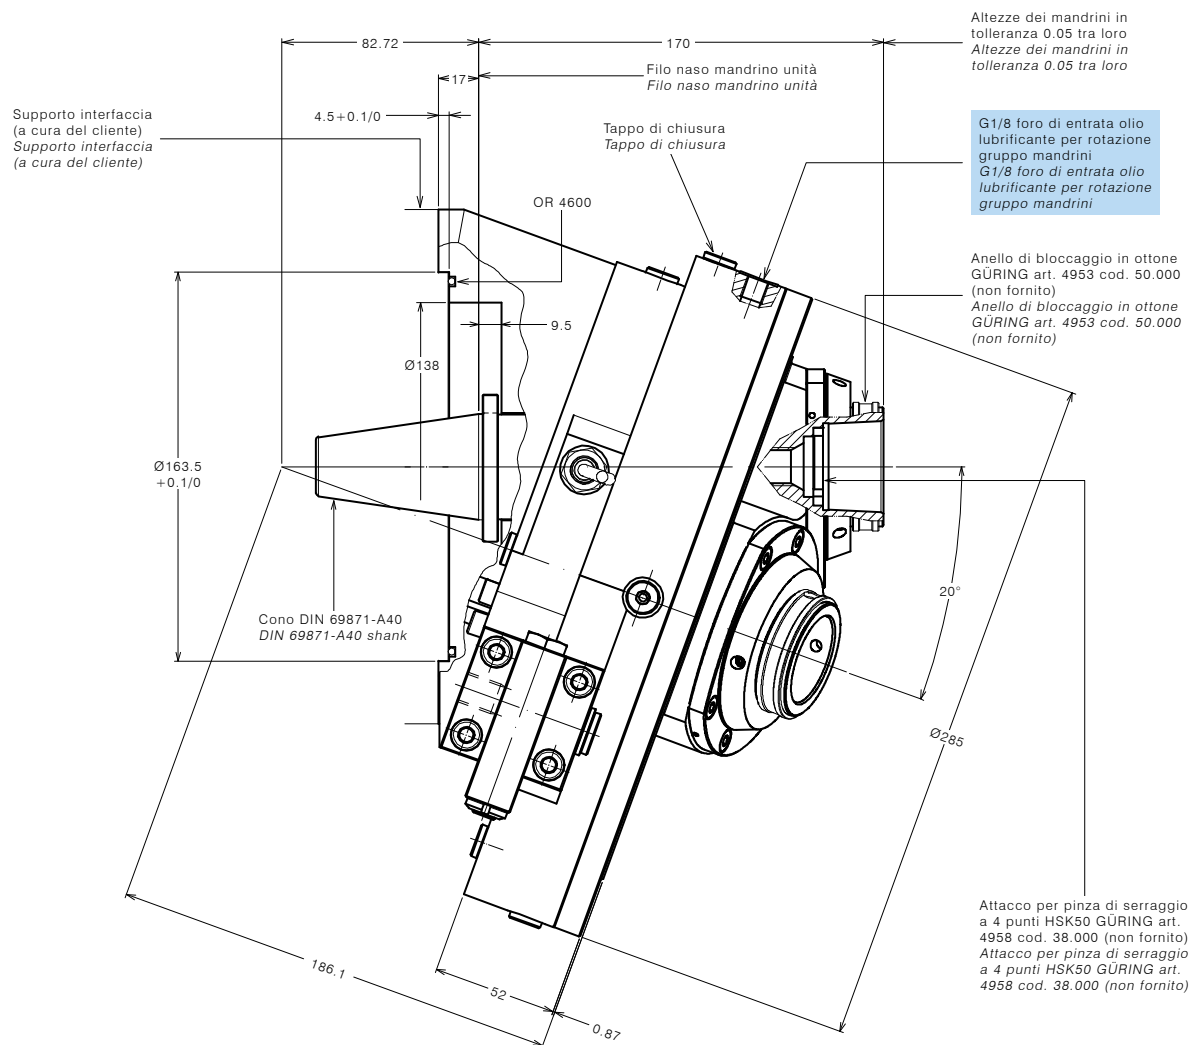 Altezze dei mandrini in
tolleranza 0.05 tra loro
Altezze dei mandrini in
tolleranza 0.05 tra loro
82.72
170
17
Filo naso mandrino unità
Filo naso mandrino unità
Supporto interfaccia
(a cura del cliente)
Supporto interfaccia
(a cura del cliente)
4.5+0.1/0
Tappo di chiusura
Tappo di chiusura
G1/8 foro di entrata olio
lubrificante per rotazione
gruppo mandrini
G1/8 foro di entrata olio
lubrificante per rotazione
gruppo mandrini
OR 4600
Anello di bloccaggio in ottone
GÜRING art. 4953 cod. 50.000
(non fornito)
Anello di bloccaggio in ottone
GÜRING art. 4953 cod. 50.000
(non fornito)
9.5
Ø138
Ø163.5
+0.1/0
20°
Cono DIN 69871-A40
DIN 69871-A40 shank
Ø285
Attacco per pinza di serraggio
a 4 punti HSK50 GÜRING art.
4958 cod. 38.000 (non fornito)
Attacco per pinza di serraggio
a 4 punti HSK50 GÜRING art.
4958 cod. 38.000 (non fornito)
186.1
52
0.87